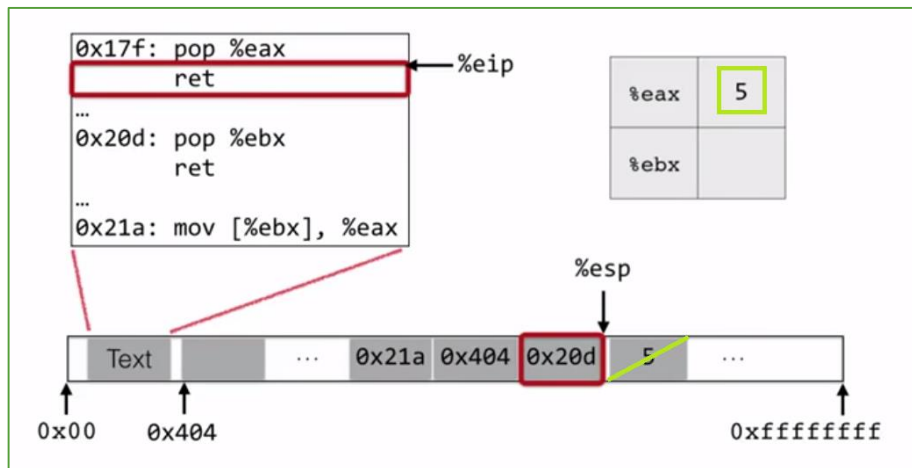 0x17f: pop %eax
ret
...
0x20d: pop %ebx
ret
...
0x21a: mov [%ebx], %eax
%eip
%eax 5
%ebx
%esp
Text ... 0x21a 0x404 0x20d 5 ...
0x00 0x404 0xffffffff